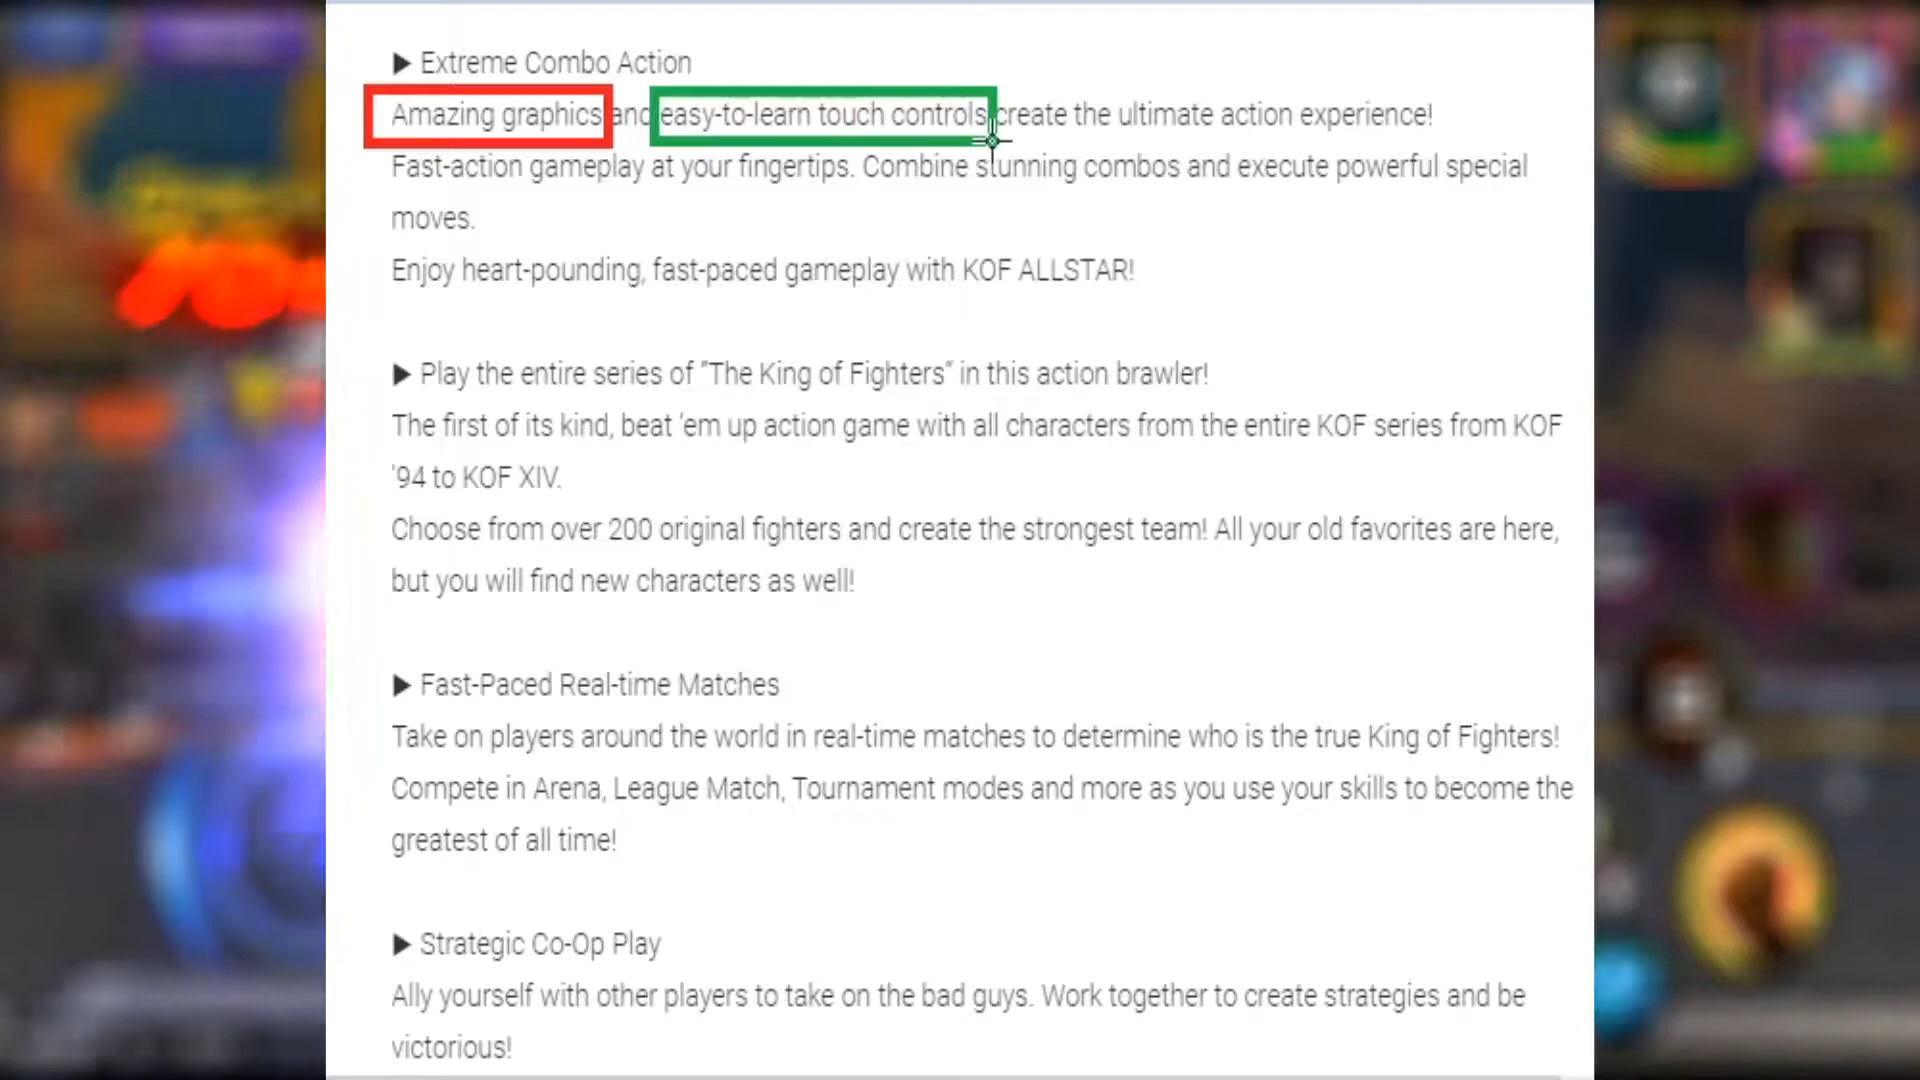 ▶ Extreme Combo Action
Amazing graphics and easy-to-learn touch controls create the ultimate action experience!
Fast-action gameplay at your fingertips. Combine stunning combos and execute powerful special
moves.
Enjoy heart-pounding, fast-paced gameplay with KOF ALLSTAR!
▶ Play the entire series of "The King of Fighters" in this action brawler!
The first of its kind, beat 'em up action game with all characters from the entire KOF series from KOF
'94 to KOF XIV.
Choose from over 200 original fighters and create the strongest team! All your old favorites are here,
but you will find new characters as well!
▶ Fast-Paced Real-time Matches
Take on players around the world in real-time matches to determine who is the true King of Fighters!
Compete in Arena, League Match, Tournament modes and more as you use your skills to become the
greatest of all time!
▶ Strategic Co-Op Play
Ally yourself with other players to take on the bad guys. Work together to create strategies and be
victorious!